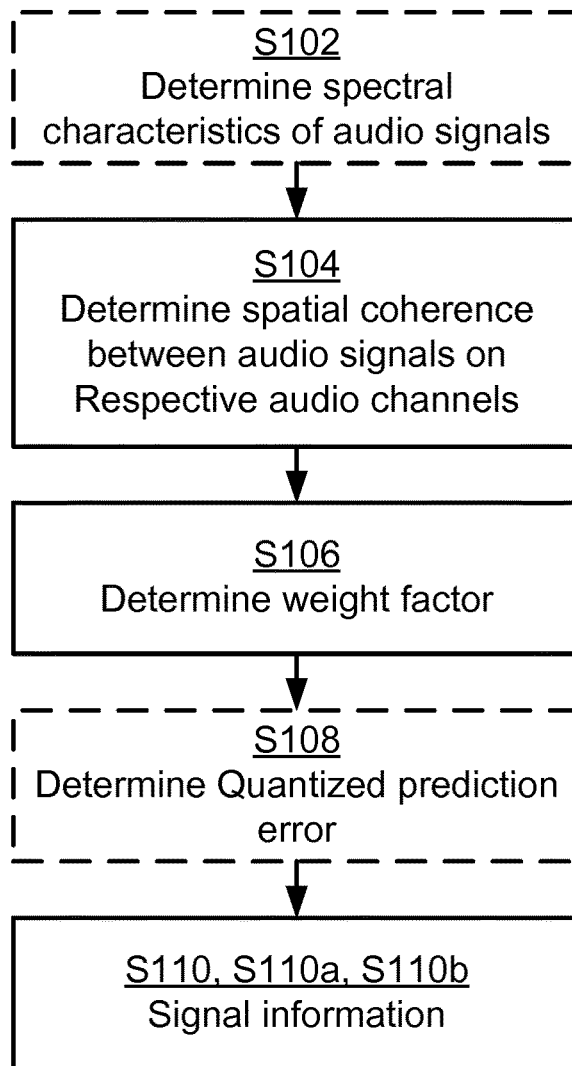 S102
Determine spectral
characteristics of audio signals
S104
Determine spatial coherence
between audio signals on
Respective audio channels
S106
Determine weight factor
S108
Determine Quantized prediction
error
S110, S110a, S110b
Signal information